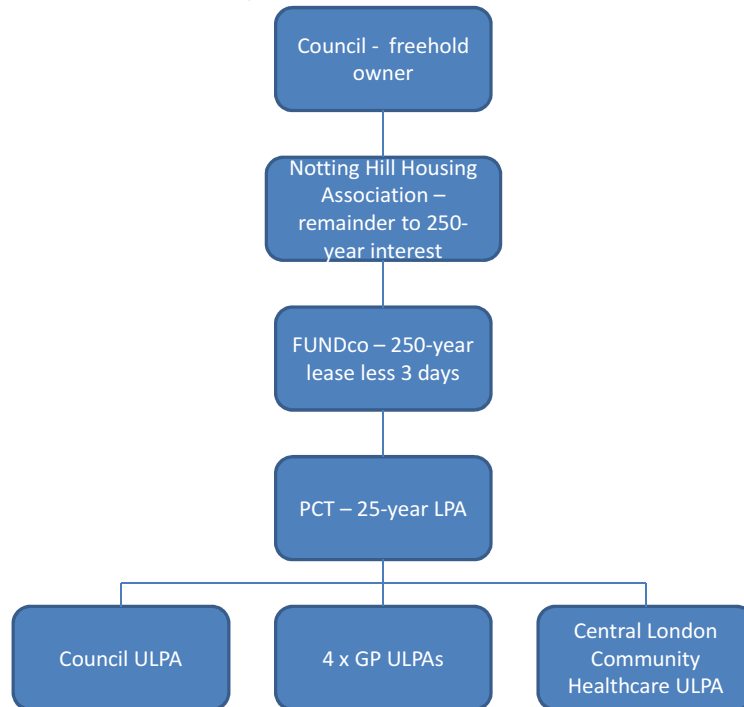 Council -  freehold
owner
Notting Hill Housing
Association –
remainder to 250-
year interest
FUNDco – 250-year
lease less 3 days
PCT – 25-year LPA
Council ULPA
4 x GP ULPAs
Central London
Community
Healthcare ULPA